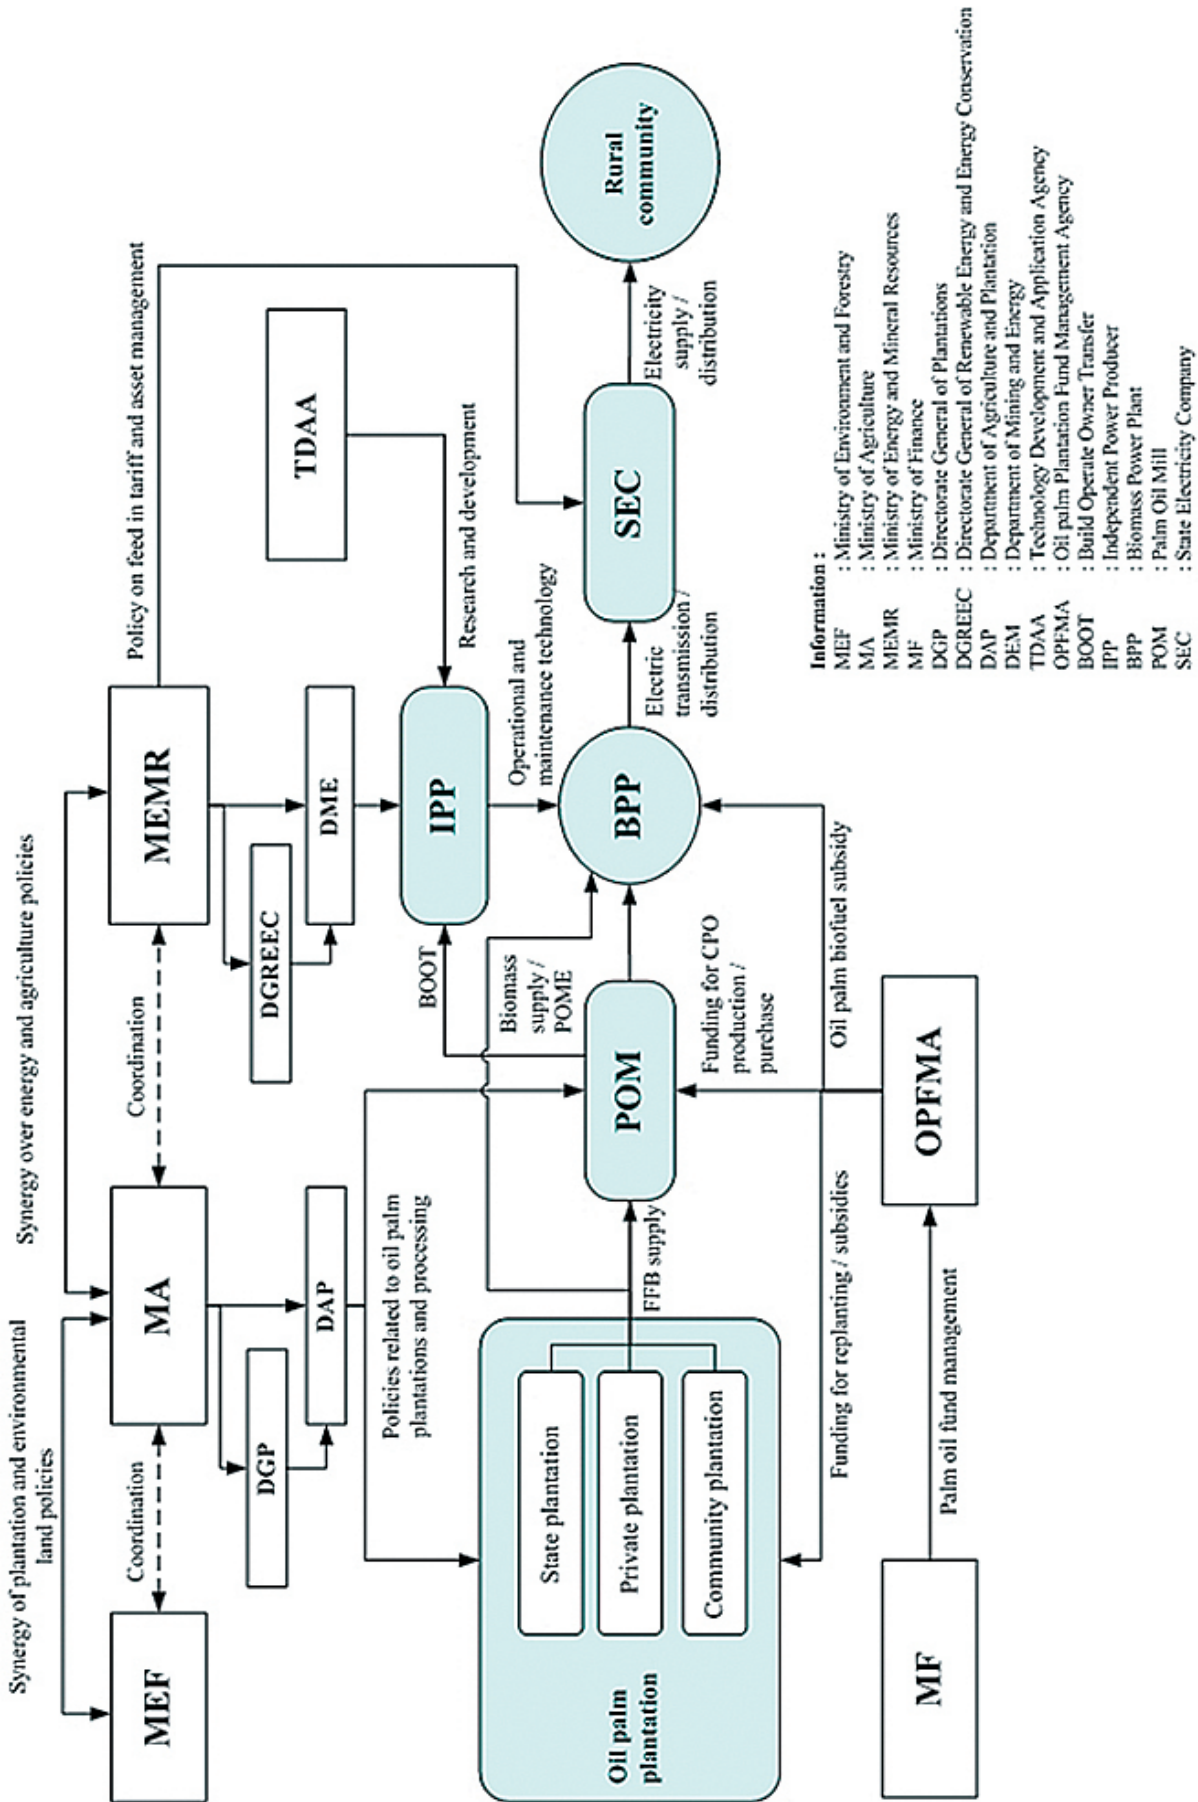 Synergy of plantation and environmental
land policies
Synergy over energy and agriculture policies
Policy on feed in tariff and asset management
MEF
Coordination
MA
Coordination
MEMR
DGP
DAP
DGREEC
DME
TDAA
Policies related to oil palm
plantations and processing
BOOT
IPP
Research and development
Biomass
supply /
POME
Operational and
maintenance technology
Oil palm
plantation
State plantation
Private plantation
Community plantation
FFB supply
POM
BPP
Electric
transmission /
distribution
SEC
Electricity
supply /
distribution
Rural
community
Funding for CPO
production /
purchase
Funding for replanting / subsidies
Oil palm biofuel subsidy
MF
Palm oil fund management
OPFMA
Information :
MEF : Ministry of Environment and Forestry
MA : Ministry of Agriculture
MEMR : Ministry of Energy and Mineral Resources
MF : Ministry of Finance
DGP : Directorate General of Plantations
DGREEC : Directorate General of Renewable Energy and Energy Conservation
DAP : Department of Agriculture and Plantation
DEM : Department of Mining and Energy
TDAA : Technology Development and Application Agency
OPFMA : Oil palm Plantation Fund Management Agency
BOOT : Build Operate Owner Transfer
IPP : Independent Power Producer
BPP : Biomass Power Plant
POM : Palm Oil Mill
SEC : State Electricity Company